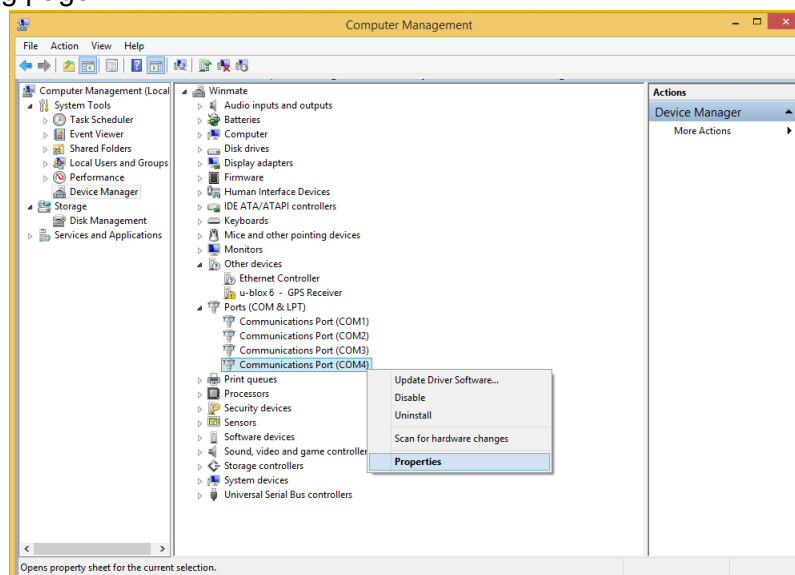 g page
Computer Management
File Action View Help
Computer Management (Local
System Tools
Task Scheduler
Event Viewer
Shared Folders
Local Users and Groups
Performance
Device Manager
Storage
Disk Management
Services and Applications
Winmate
Audio inputs and outputs
Batteries
Computer
Disk drives
Display adapters
Firmware
Human Interface Devices
IDE ATA/ATAPI controllers
Keyboards
Mice and other pointing devices
Monitors
Other devices
Ethernet Controller
u-blox 6 - GPS Receiver
Ports (COM & LPT)
Communications Port (COM1)
Communications Port (COM2)
Communications Port (COM3)
Communications Port (COM4)
Print queues
Processors
Security devices
Sensors
Software devices
Sound, video and game controller
Storage controllers
System devices
Universal Serial Bus controllers
Update Driver Software...
Disable
Uninstall
Scan for hardware changes
Properties
Actions
Device Manager
More Actions
Opens property sheet for the current selection.